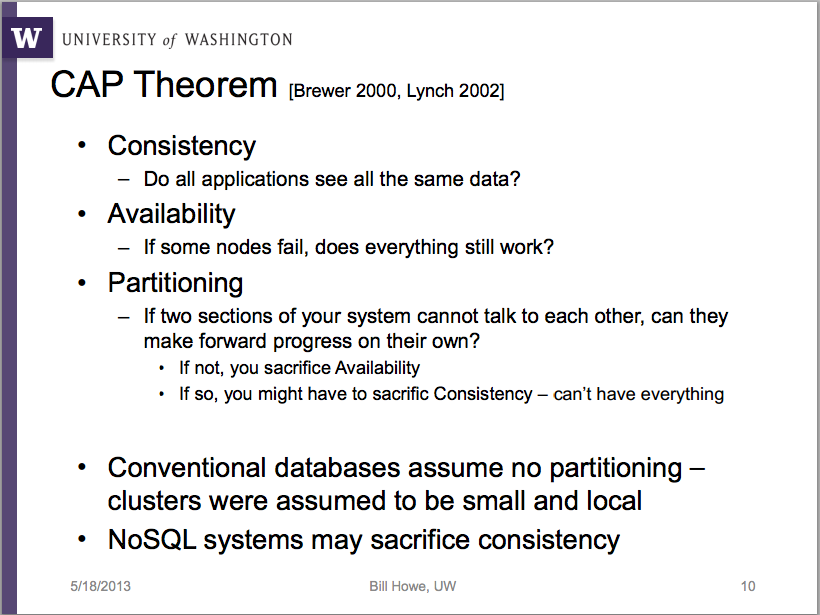 W
UNIVERSITY of WASHINGTON
CAP Theorem [Brewer 2000, Lynch 2002]
• Consistency
– Do all applications see all the same data?
• Availability
– If some nodes fail, does everything still work?
• Partitioning
– If two sections of your system cannot talk to each other, can they
make forward progress on their own?
• If not, you sacrifice Availability
• If so, you might have to sacrific Consistency – can’t have everything
• Conventional databases assume no partitioning –
clusters were assumed to be small and local
• NoSQL systems may sacrifice consistency
5/18/2013 Bill Howe, UW 10